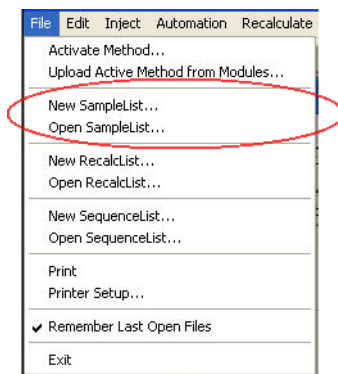 File Edit Inject Automation Recalculate
Activate Method...
Upload Active Method from Modules...
New SampleList...
Open SampleList...
New RecalcList...
Open RecalcList...
New SequenceList...
Open SequenceList...
Print
Printer Setup...
Remember Last Open Files
Exit